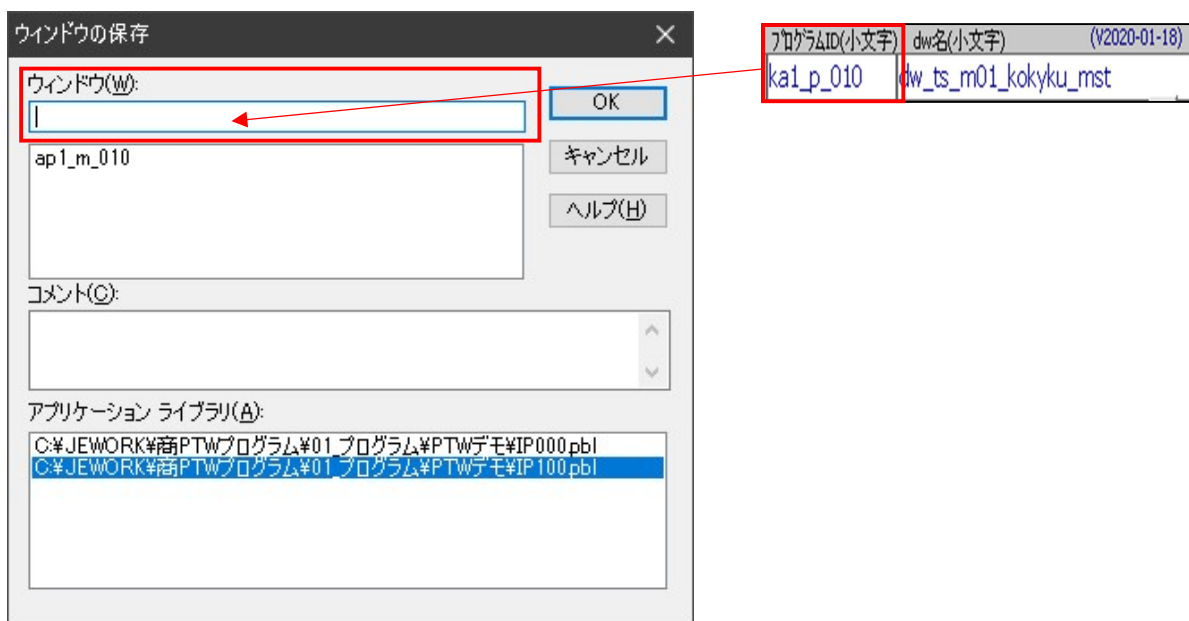 ウィンドウの保存
ウィンドウ(W):
OK
ap1_m_010
キャンセル
ヘルプ(H)
コメント(C):
アプリケーション ライブラリ(A):
C:¥JEWORK¥商PTWプログラム¥01_プログラム¥PTWデモ¥IP000.pbl
C:¥JEWORK¥商PTWプログラム¥01_プログラム¥PTWデモ¥IP100.pbl
プログラムID(小文字) dw名(小文字) (V2020-01-18)
ka1_p_010 dw_ts_m01_kokyku_mst